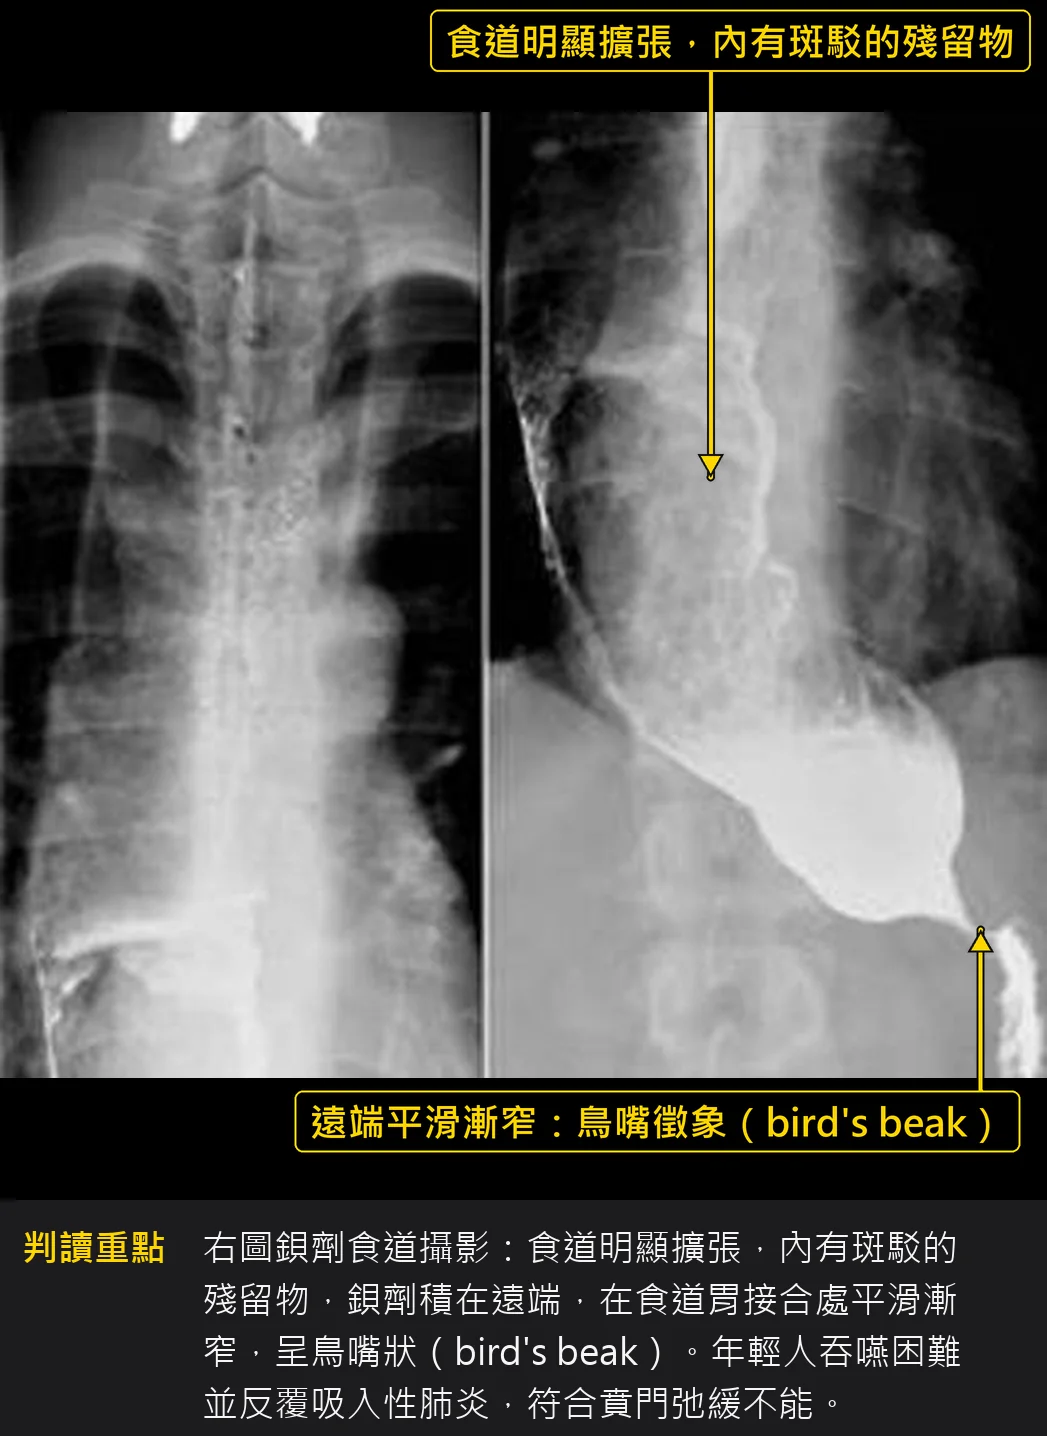 食道明顯擴張，內有斑駁的殘留物
遠端平滑漸窄：鳥嘴徵象（bird's beak）
判讀重點
右圖鋇劑食道攝影：食道明顯擴張，內有斑駁的
殘留物，鋇劑積在遠端，在食道胃接合處平滑漸
窄，呈鳥嘴狀（bird's beak）。年輕人吞嚥困難
並反覆吸入性肺炎，符合賁門弛緩不能。